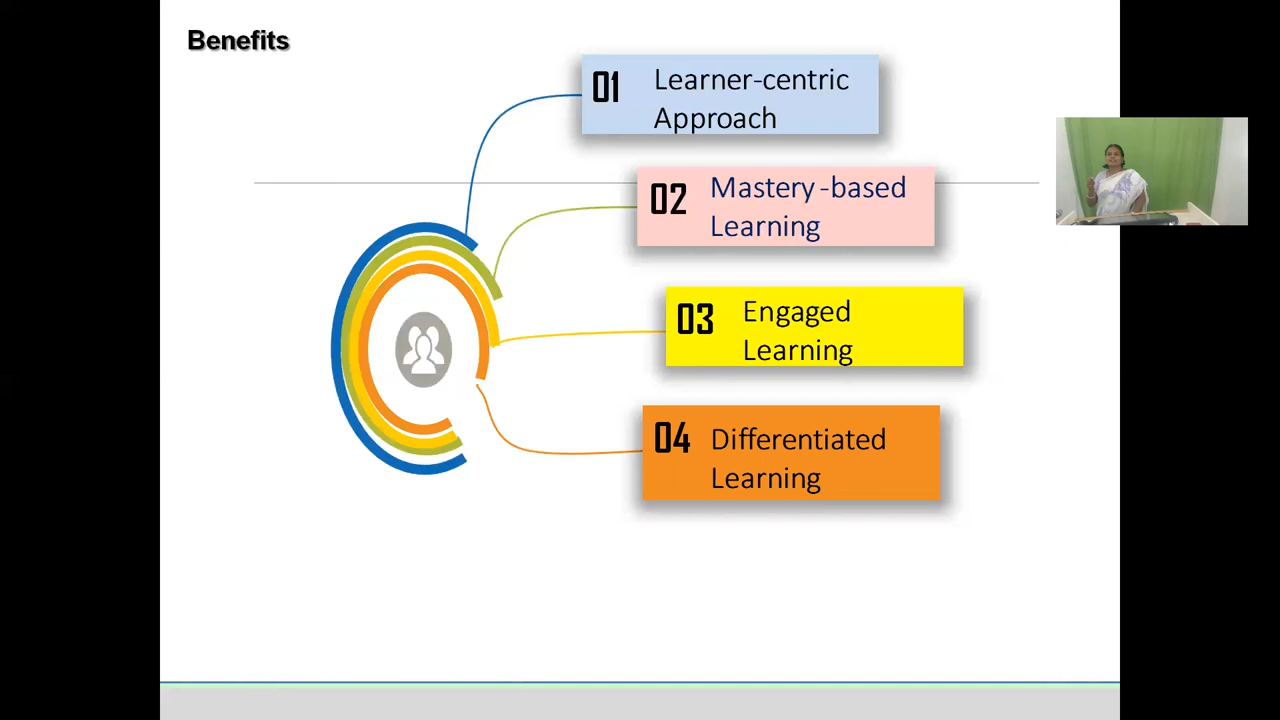 Benefits
01
Learner-centric
Approach
02
Mastery-based
Learning
03
Engaged
Learning
04
Differentiated
Learning